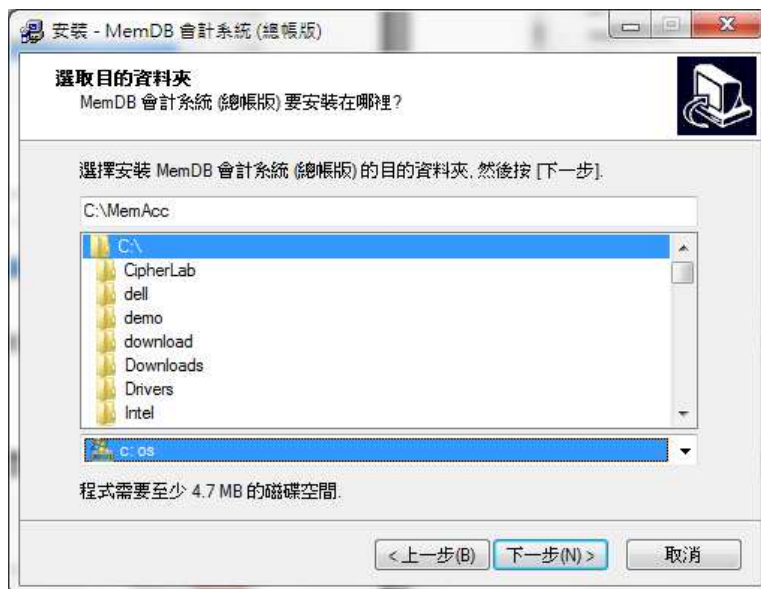 安裝 - MemDB 會計系統 (總帳版)
選取目的資料夾
MemDB 會計系統 (總帳版) 要安裝在哪裡?
選擇安裝 MemDB 會計系統 (總帳版) 的目的資料夾, 然後按 [下一步].
C:\MemAcc
C:\
CipherLab
dell
demo
download
Downloads
Drivers
Intel
c: os
程式需要至少 4.7 MB 的磁碟空間.
< 上一步(B) 下一步(N) > 取消